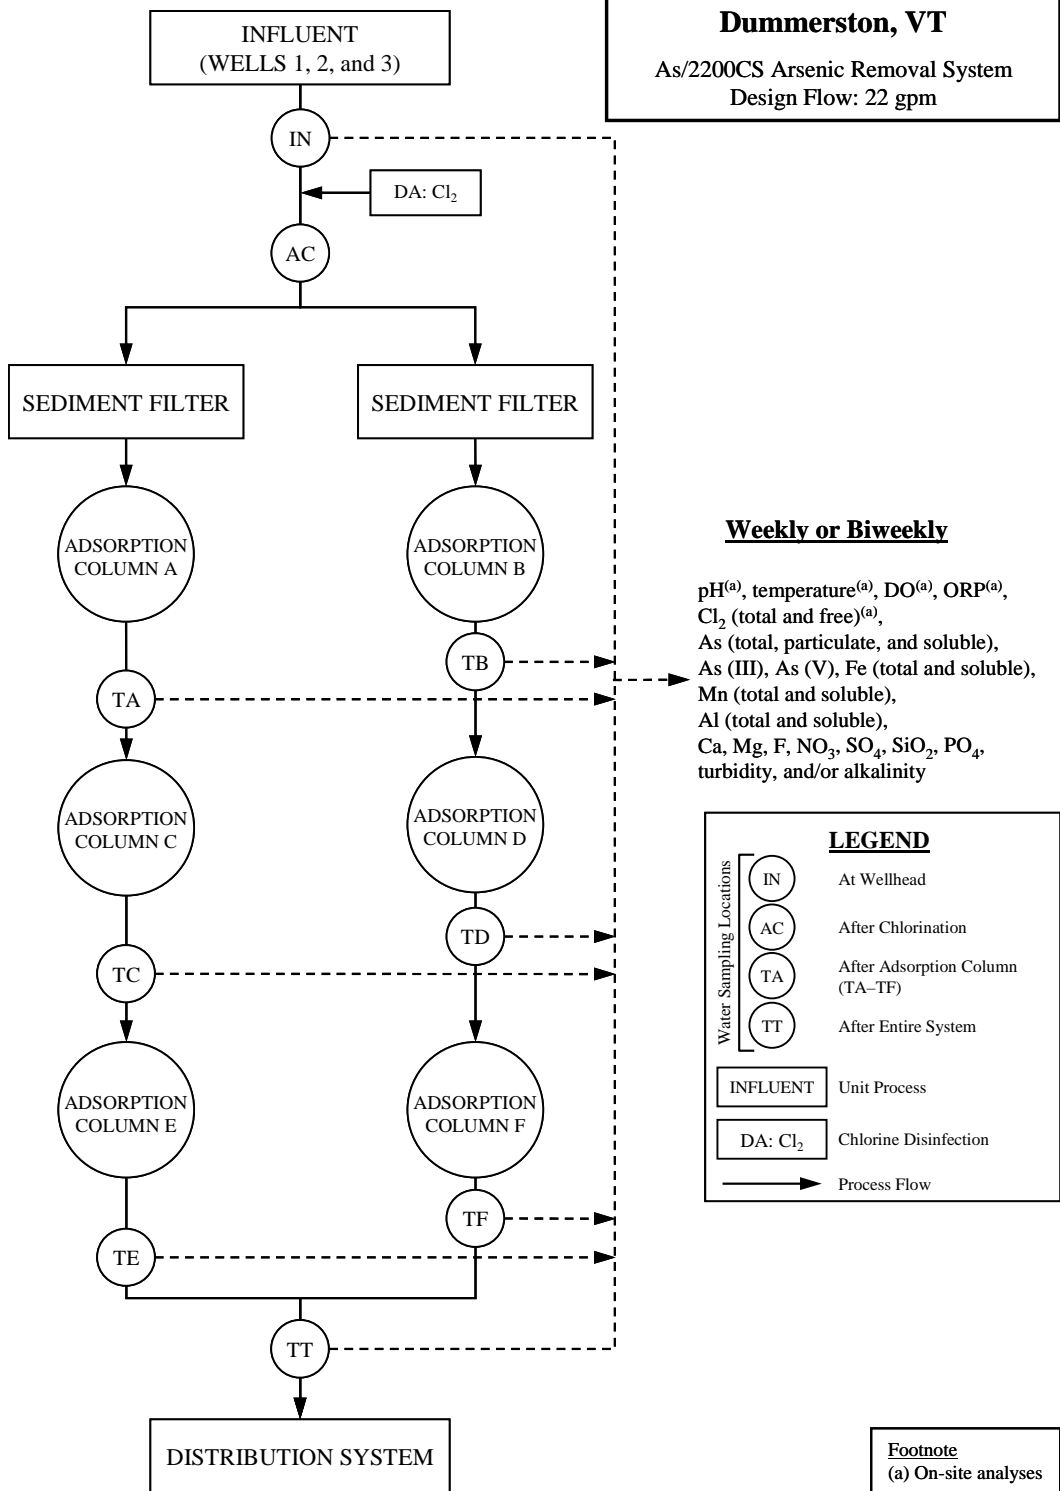 Dummerston, VT
As/2200CS Arsenic Removal System
Design Flow: 22 gpm
INFLUENT
(WELLS 1, 2, and 3)
IN
DA: Cl₂
AC
SEDIMENT FILTER
SEDIMENT FILTER
ADSORPTION
COLUMN A
ADSORPTION
COLUMN B
TB
TA
ADSORPTION
COLUMN C
ADSORPTION
COLUMN D
TD
TC
ADSORPTION
COLUMN E
ADSORPTION
COLUMN F
TF
TE
TT
DISTRIBUTION SYSTEM
Weekly or Biweekly
pH⁽ᵃ⁾, temperature⁽ᵃ⁾, DO⁽ᵃ⁾, ORP⁽ᵃ⁾,
Cl₂ (total and free)⁽ᵃ⁾,
As (total, particulate, and soluble),
As (III), As (V), Fe (total and soluble),
Mn (total and soluble),
Al (total and soluble),
Ca, Mg, F, NO₃, SO₄, SiO₂, PO₄,
turbidity, and/or alkalinity
LEGEND
Water Sampling Locations
IN At Wellhead
AC After Chlorination
TA After Adsorption Column
(TA–TF)
TT After Entire System
INFLUENT Unit Process
DA: Cl₂ Chlorine Disinfection
Process Flow
Footnote
(a) On-site analyses